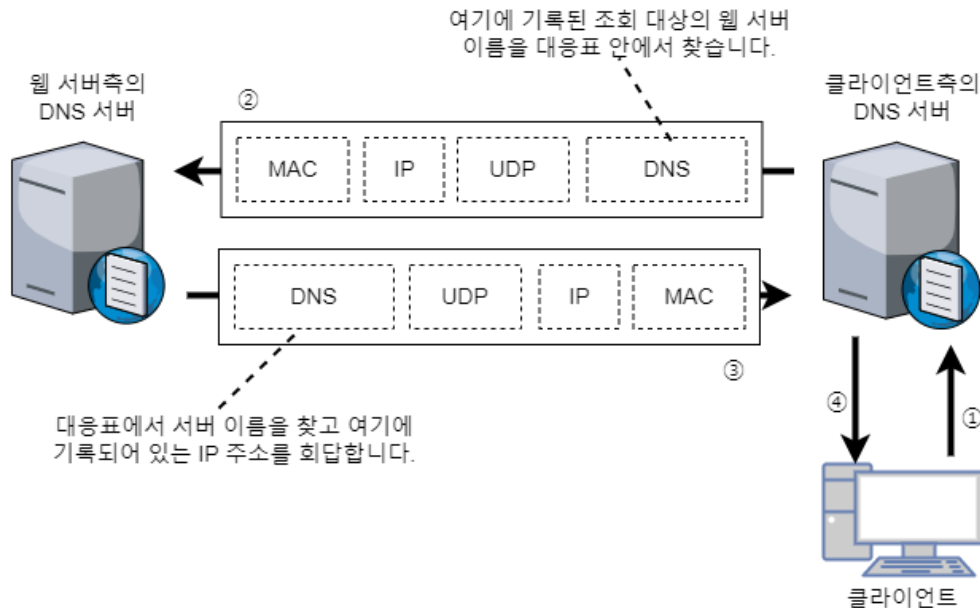 여기에 기록된 조회 대상의 웹 서버
이름을 대응표 안에서 찾습니다.
웹 서버측의
DNS 서버
②
클라이언트측의
DNS 서버
MAC IP UDP DNS
DNS UDP IP MAC
③
대응표에서 서버 이름을 찾고 여기에
기록되어 있는 IP 주소를 회답합니다.
④
①
클라이언트